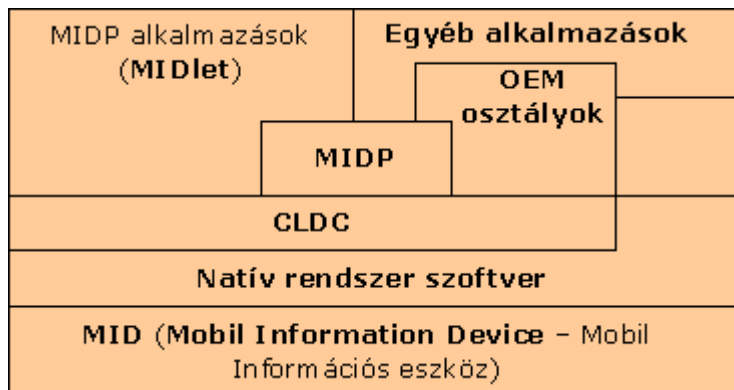 MIDP alkalmazások
(MIDlet)
Egyéb alkalmazások
OEM
osztályok
MIDP
CLDC
Natív rendszer szoftver
MID (Mobil Information Device – Mobil
Információs eszköz)